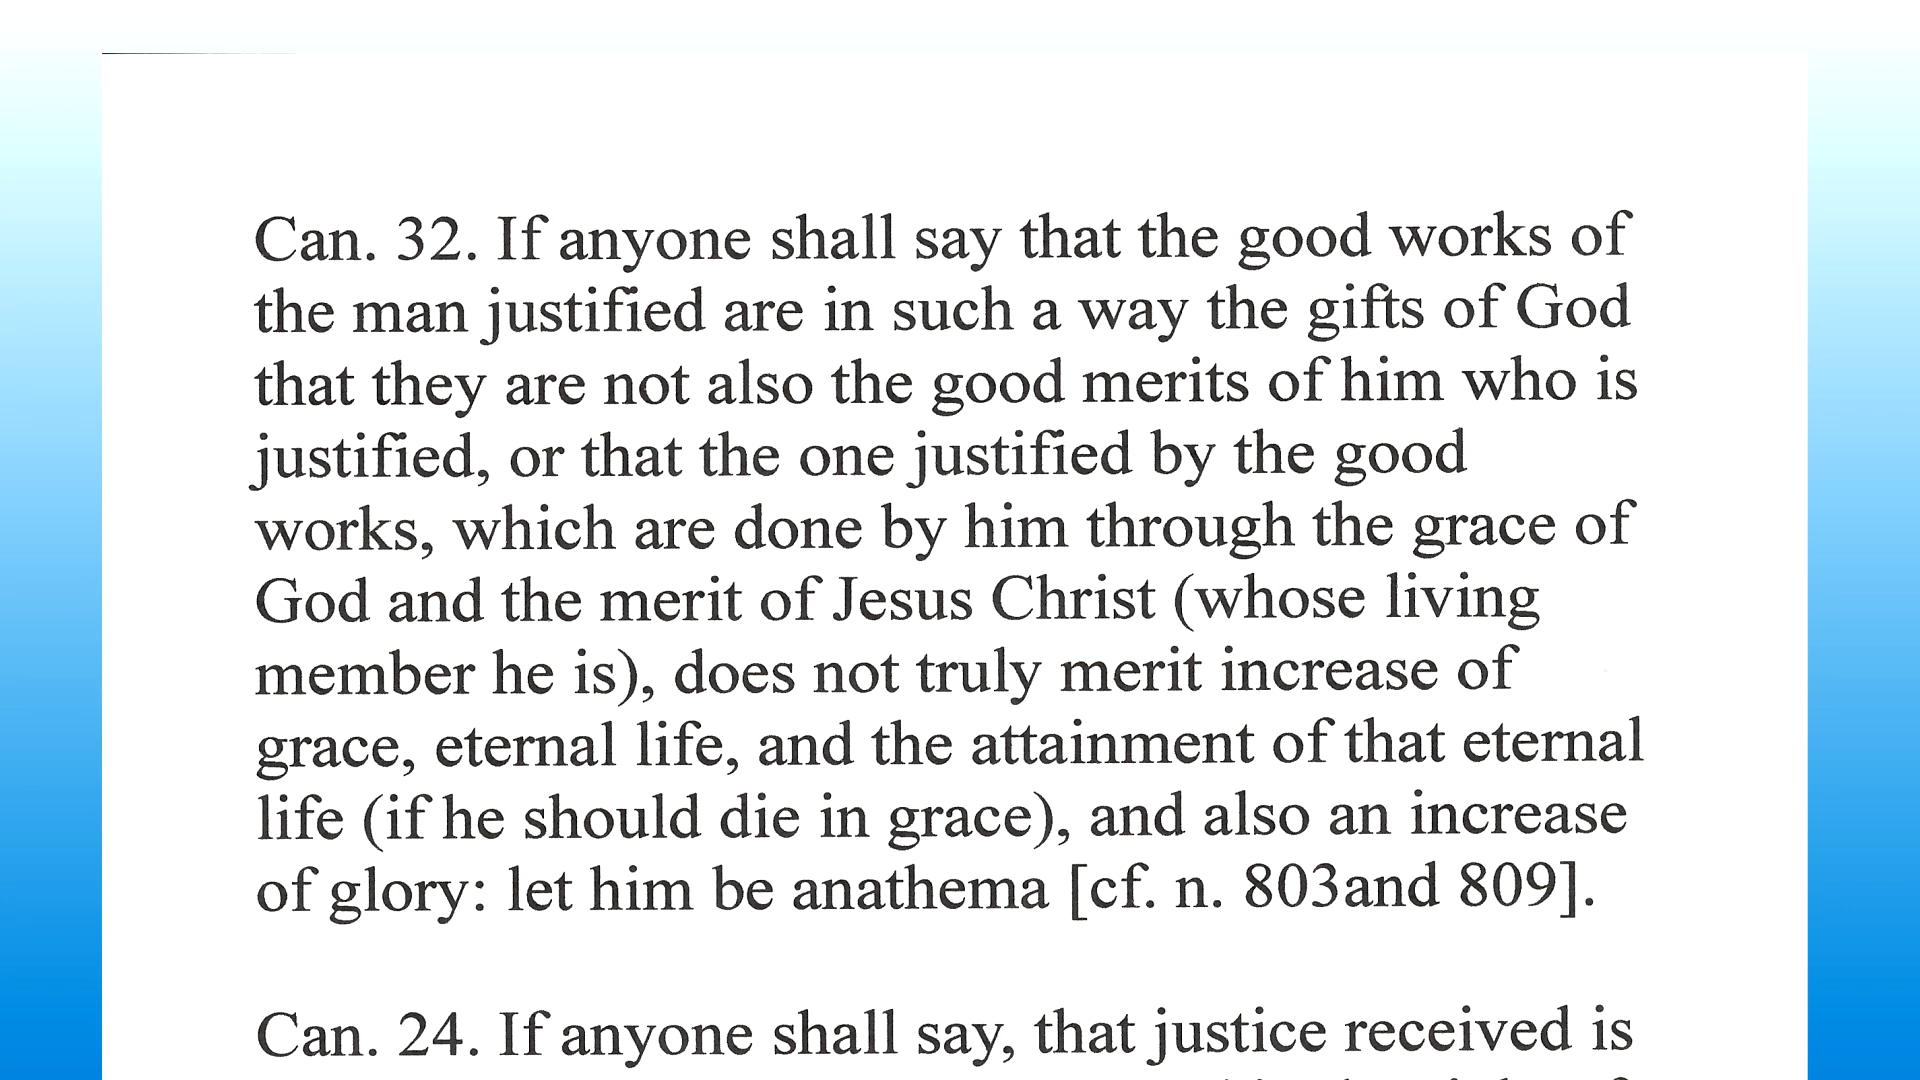 Can. 32. If anyone shall say that the good works of
the man justified are in such a way the gifts of God
that they are not also the good merits of him who is
justified, or that the one justified by the good
works, which are done by him through the grace of
God and the merit of Jesus Christ (whose living
member he is), does not truly merit increase of
grace, eternal life, and the attainment of that eternal
life (if he should die in grace), and also an increase
of glory: let him be anathema [cf. n. 803and 809].
Can. 24. If anyone shall say, that justice received is